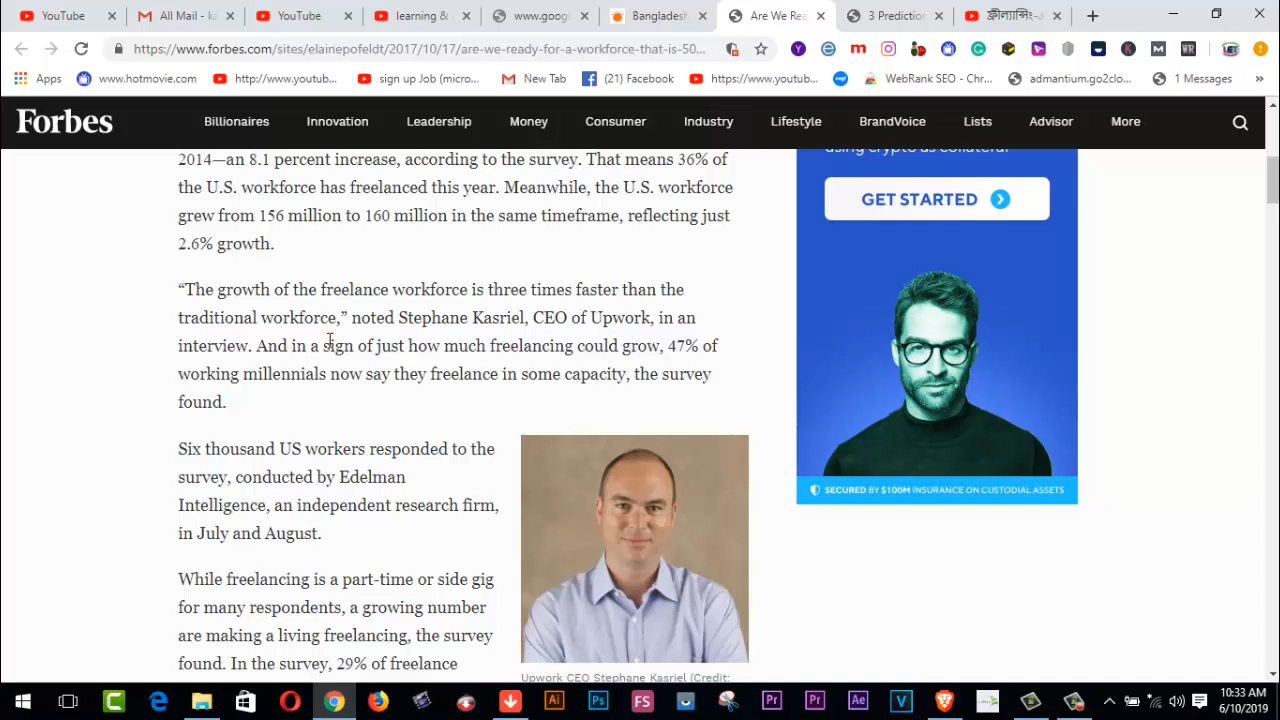 YouTube
All Mail - ka
YouTube
learning &
www.googl
Bangladesh
Are We Rea
3 Prediction
ফ্রীল্যান্সিং-এ
https://www.forbes.com/sites/elainepofeldt/2017/10/17/are-we-ready-for-a-workforce-that-is-50...
Apps
www.hotmovie.com
http://www.youtub...
sign up Job (micro...
New Tab
(21) Facebook
https://www.youtub...
WebRank SEO - Chr...
admantium.go2clo...
1 Messages
»
Forbes
Billionaires
Innovation
Leadership
Money
Consumer
Industry
Lifestyle
BrandVoice
Lists
Advisor
More
2014—an 8.1 percent increase, according to the survey. That means 36% of
the U.S. workforce has freelanced this year. Meanwhile, the U.S. workforce
grew from 156 million to 160 million in the same timeframe, reflecting just
2.6% growth.
“The growth of the freelance workforce is three times faster than the
traditional workforce,” noted Stephane Kasriel, CEO of Upwork, in an
interview. And in a sign of just how much freelancing could grow, 47% of
working millennials now say they freelance in some capacity, the survey
found.
Six thousand US workers responded to the
survey, conducted by Edelman
Intelligence, an independent research firm,
in July and August.
While freelancing is a part-time or side gig
for many respondents, a growing number
are making a living freelancing, the survey
found. In the survey, 29% of freelance
Upwork CEO Stephane Kasriel (Credit:
using crypto as collateral!
GET STARTED
SECURED BY $100M INSURANCE ON CUSTODIAL ASSETS
10:33 AM
6/10/2019